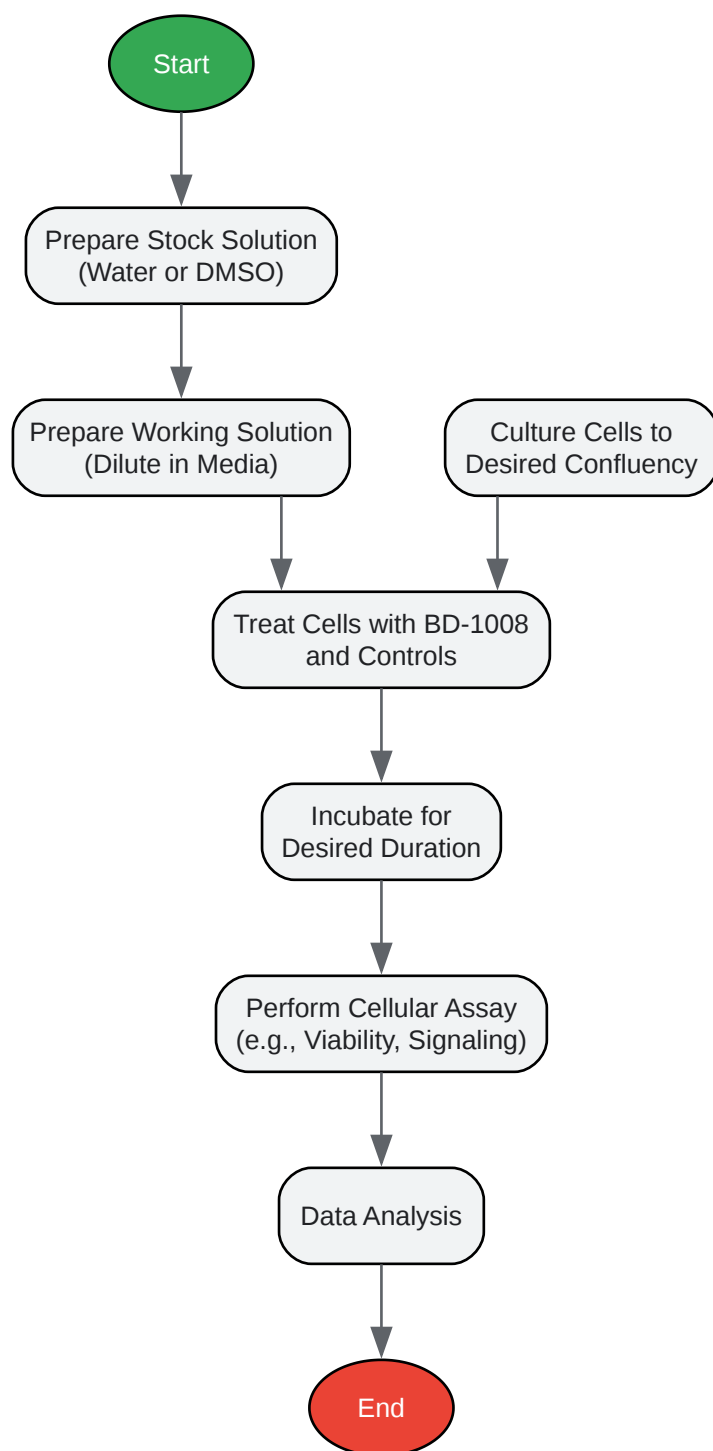 Start
Prepare Stock Solution
(Water or DMSO)
Prepare Working Solution
(Dilute in Media)
Culture Cells to
Desired Confluency
Treat Cells with BD-1008
and Controls
Incubate for
Desired Duration
Perform Cellular Assay
(e.g., Viability, Signaling)
Data Analysis
End